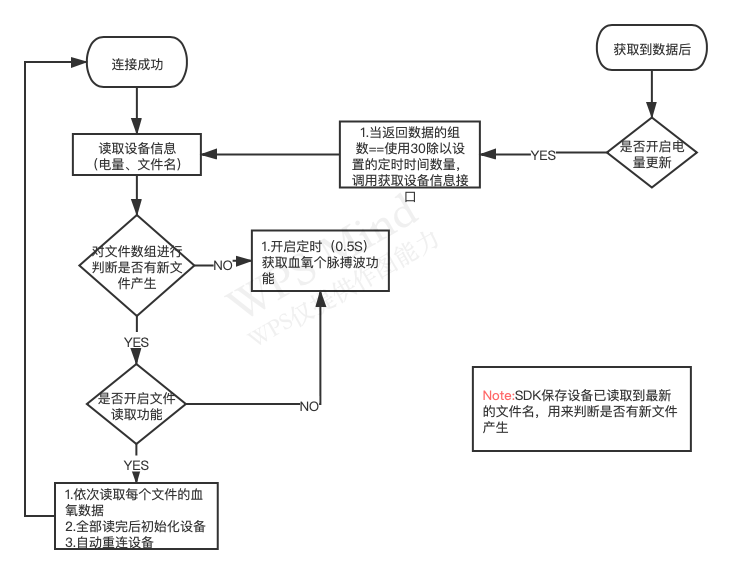 连接成功
获取到数据后
读取设备信息
（电量、文件名）
1.当返回数据的组
数==使用30除以设
置的定时时间数量，
调用获取设备信息接
口
YES
是否开启电
量更新
对文件数组进行
判断是否有新文
件产生
NO
1.开启定时（0.5S）
获取血氧个脉搏波功
能
YES
是否开启文件
读取功能
NO
Note:SDK保存设备已读取到最新
的文件名，用来判断是否有新文件
产生
YES
1.依次读取每个文件的血
氧数据
2.全部读完后初始化设备
3.自动重连设备
WPS Mind
WPS仅提供作图能力